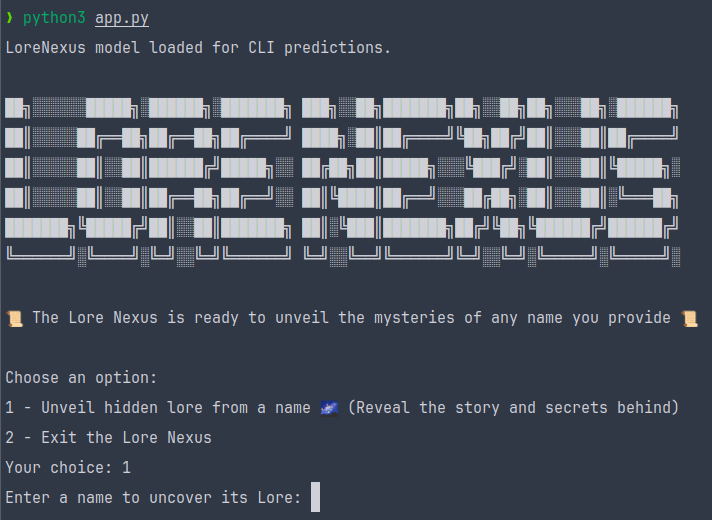 ❯ python3 app.py
LoreNexus model loaded for CLI predictions.
LORE NEXUS
📜 The Lore Nexus is ready to unveil the mysteries of any name you provide 📜
Choose an option:
1 - Unveil hidden lore from a name 🌌 (Reveal the story and secrets behind)
2 - Exit the Lore Nexus
Your choice: 1
Enter a name to uncover its Lore: